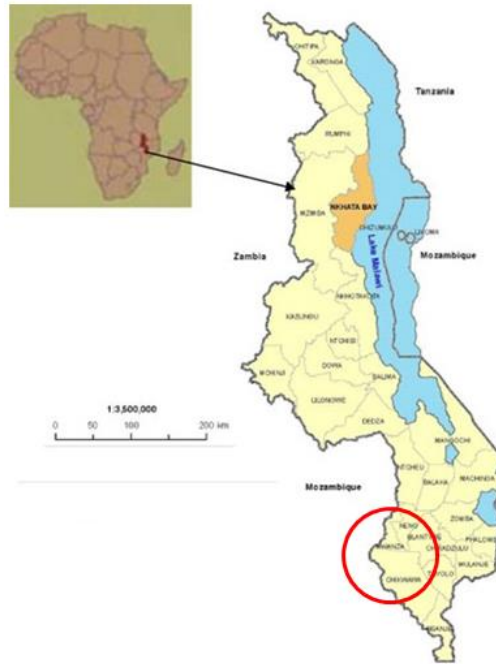 CHITIPA
KARONGA
Tanzania
RUMPHI
NKHATA BAY
MZIMBA
LIKOMA
Zambia
Lake Malawi
Mozambique
NKHOTAKOTA
KASUNGU
NTCHISI
DOWA
MCHINJI
SALIMA
LILONGWE
DEDZA
1:3,500,000
0 50 100 200 km
MANGOCHI
NTCHEU
Mozambique
BALAKA
MACHINGA
ZOMBA
NENO
BLANTYRE
PHALOMBE
MWANZA
CHIRADZULU
MULANJE
THYOLO
CHIKWAWA
NSANJE